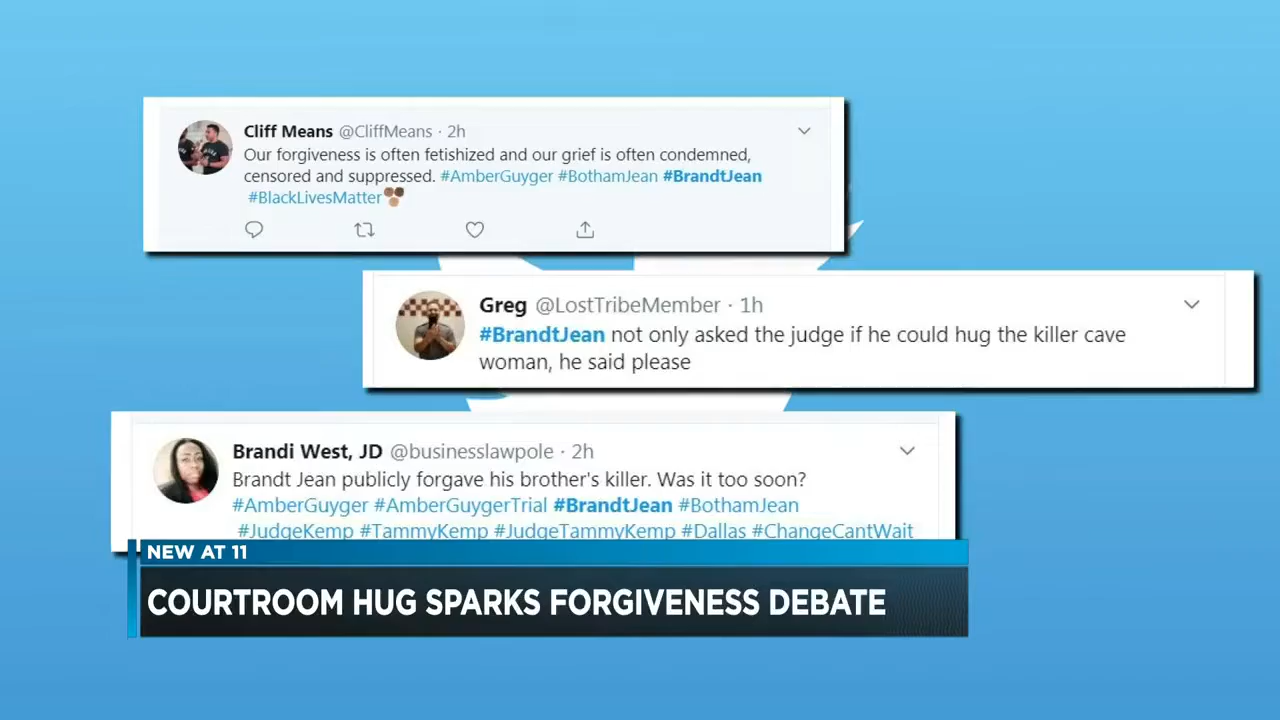 Cliff Means @CliffMeans · 2h
Our forgiveness is often fetishized and our grief is often condemned,
censored and suppressed. #AmberGuyger #BothamJean #BrandtJean
#BlackLivesMatter
Greg @LostTribeMember · 1h
#BrandtJean not only asked the judge if he could hug the killer cave
woman, he said please
Brandi West, JD @businesslawpole · 2h
Brandt Jean publicly forgave his brother's killer. Was it too soon?
#AmberGuyger #AmberGuygerTrial #BrandtJean #BothamJean
#JudgeKemp #TammyKemp #JudgeTammyKemp #Dallas #ChangeCantWait
NEW AT 11
COURTROOM HUG SPARKS FORGIVENESS DEBATE